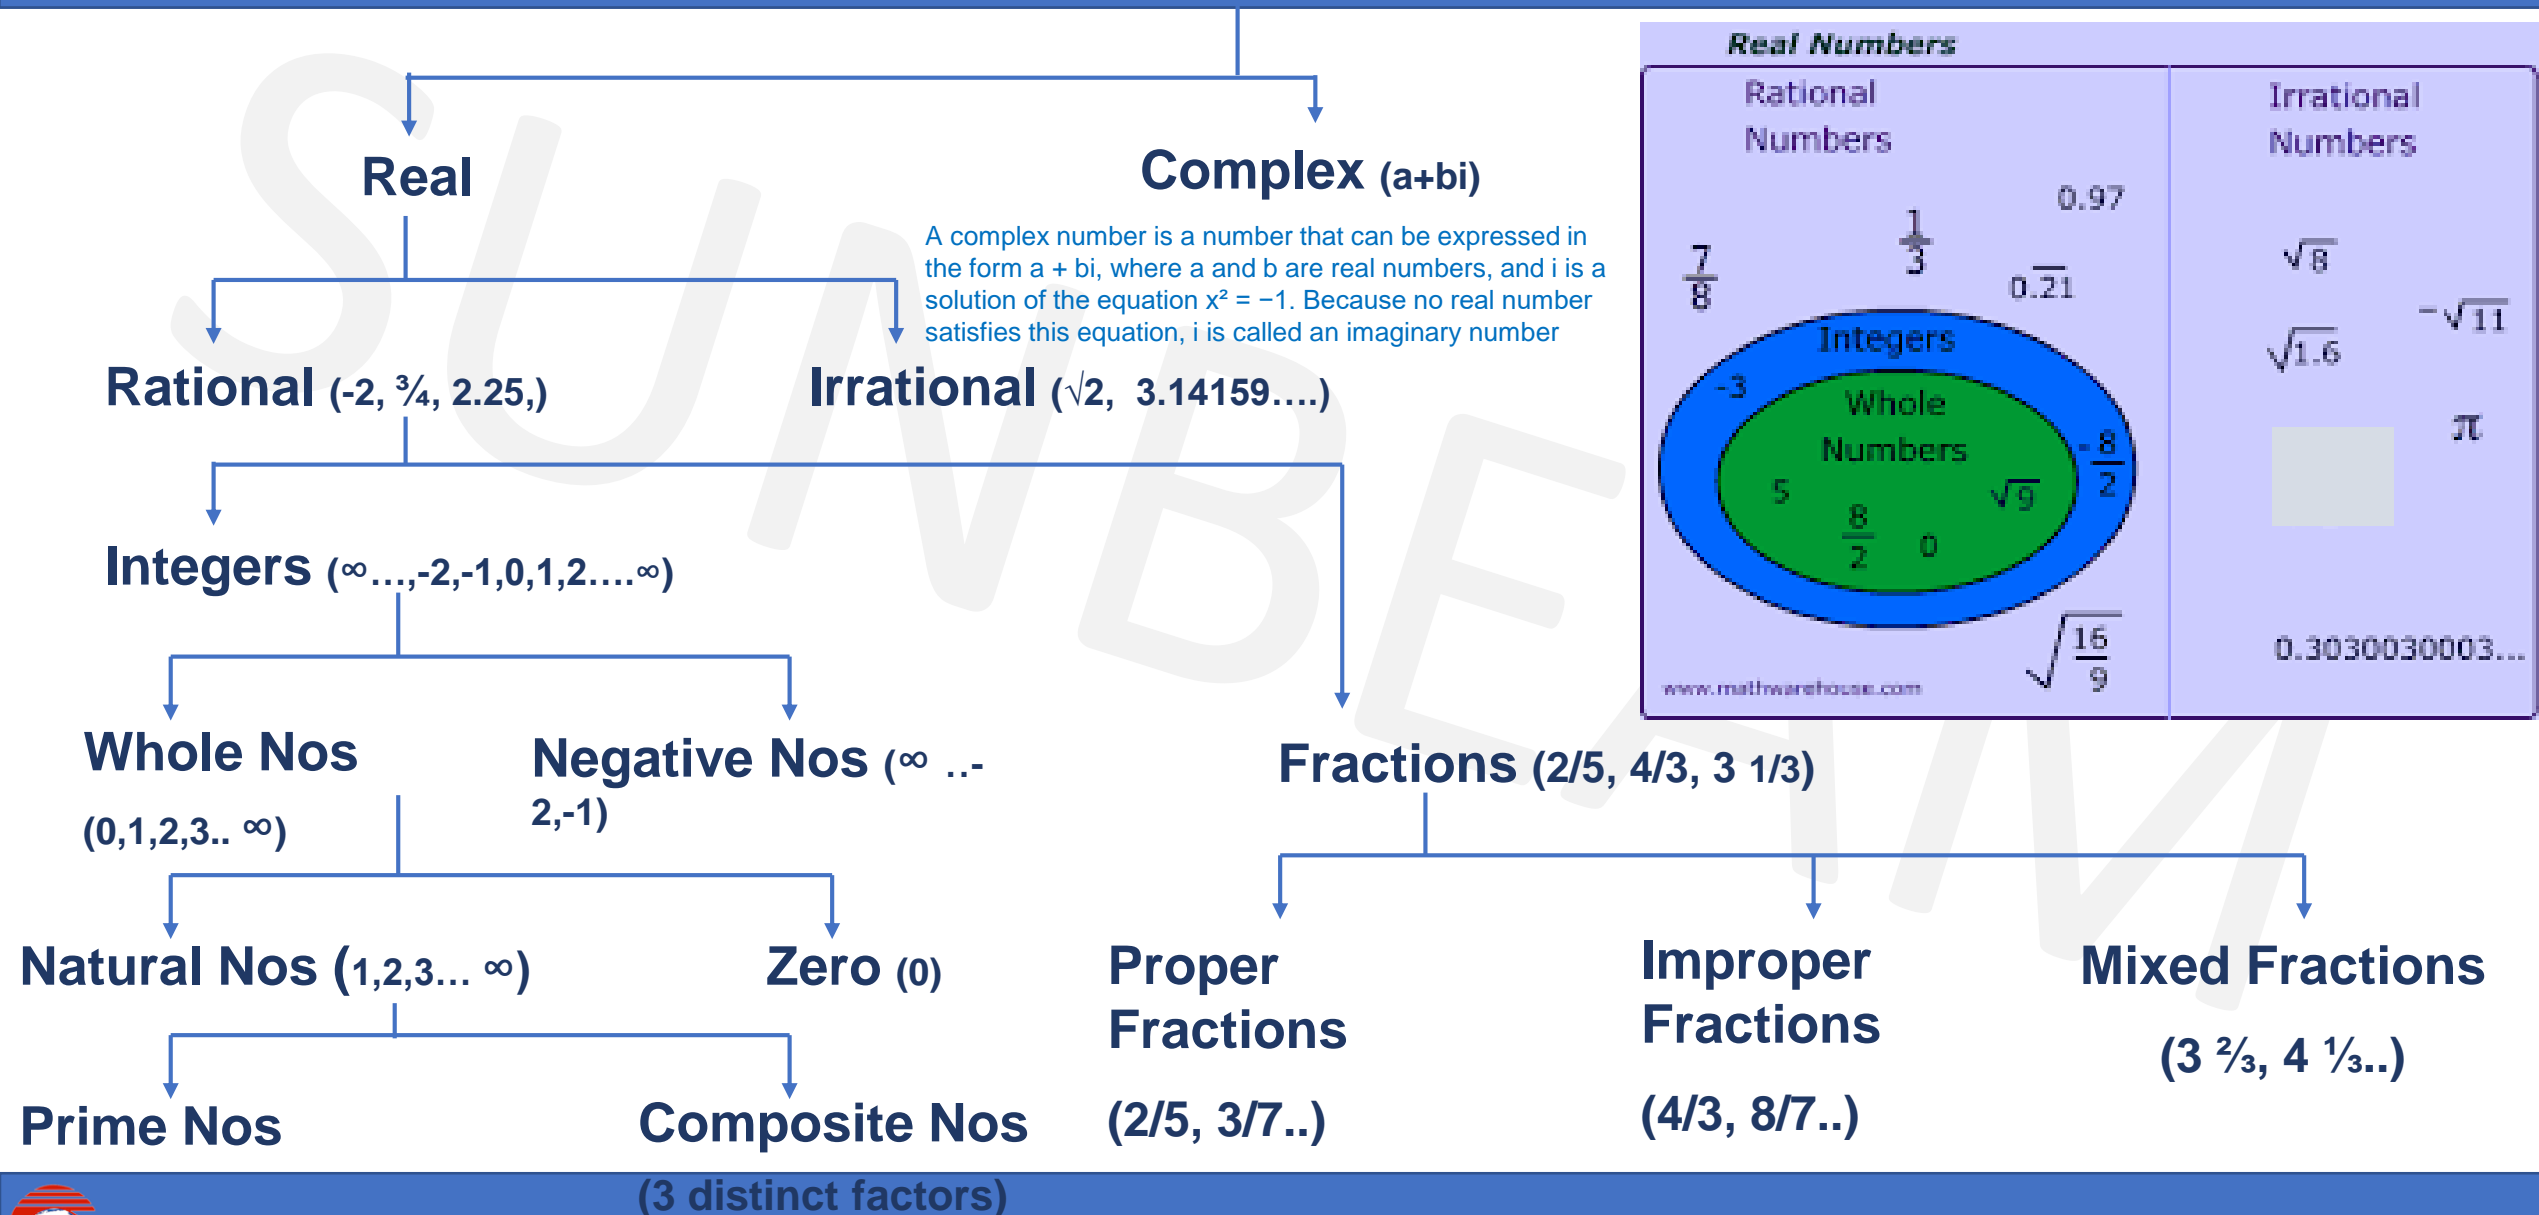 Real
Complex (a+bi)
A complex number is a number that can be expressed in
the form a + bi, where a and b are real numbers, and i is a
solution of the equation x² = −1. Because no real number
satisfies this equation, i is called an imaginary number
Rational (-2, ¾, 2.25,)
Irrational (√2, 3.14159....)
Integers (∞...,-2,-1,0,1,2....∞)
Whole Nos
(0,1,2,3.. ∞)
Negative Nos (∞ ..-
2,-1)
Fractions (2/5, 4/3, 3 1/3)
Natural Nos (1,2,3... ∞)
Zero (0)
Proper
Fractions
(2/5, 3/7..)
Improper
Fractions
(4/3, 8/7..)
Mixed Fractions
(3 ⅔, 4 ⅓..)
Prime Nos
Composite Nos
(3 distinct factors)
Real Numbers
Rational
Numbers
Irrational
Numbers
0.97
1/3
7/8
0.2̅1̅
√8
-√11
√1.6
π
Integers
-3
Whole
Numbers
-8/2
5
√9
8/2
0
√(16/9)
0.3030030003...
www.mathwarehouse.com
SUNBEAM